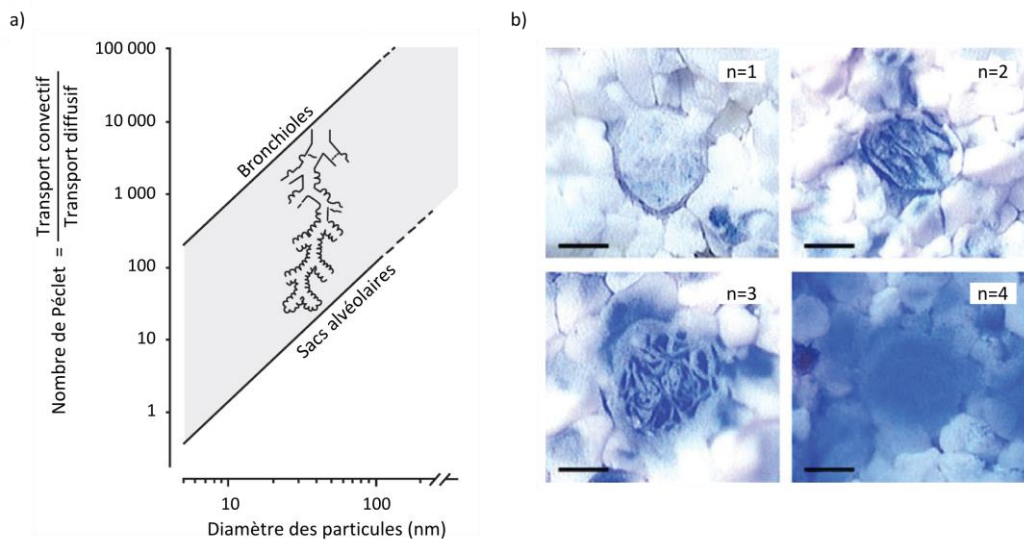 a)
b)
100 000
10 000
1 000
100
10
1
Nombre de Péclet = Transport convectif
Transport diffusif
Bronchioles
Sacs alvéolaires
10
100
Diamètre des particules (nm)
n=1
n=2
n=3
n=4